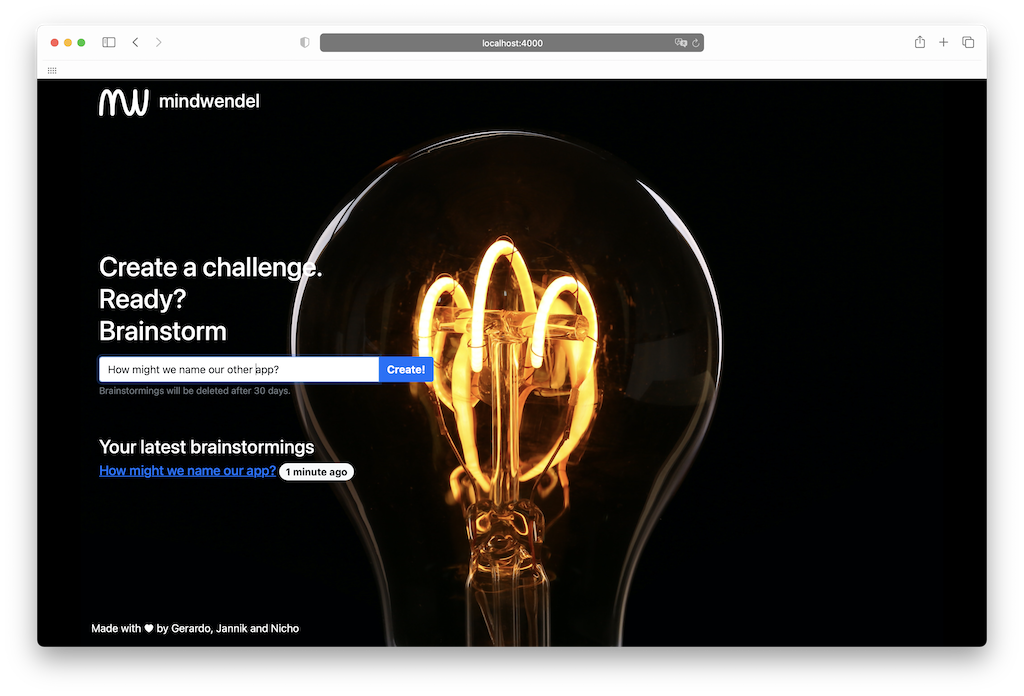 localhost:4000
mw mindwendel
Create a challenge.
Ready?
Brainstorm
How might we name our other app? Create!
Brainstormings will be deleted after 30 days.
Your latest brainstormings
How might we name our app? 1 minute ago
Made with ♥ by Gerardo, Jannik and Nicho